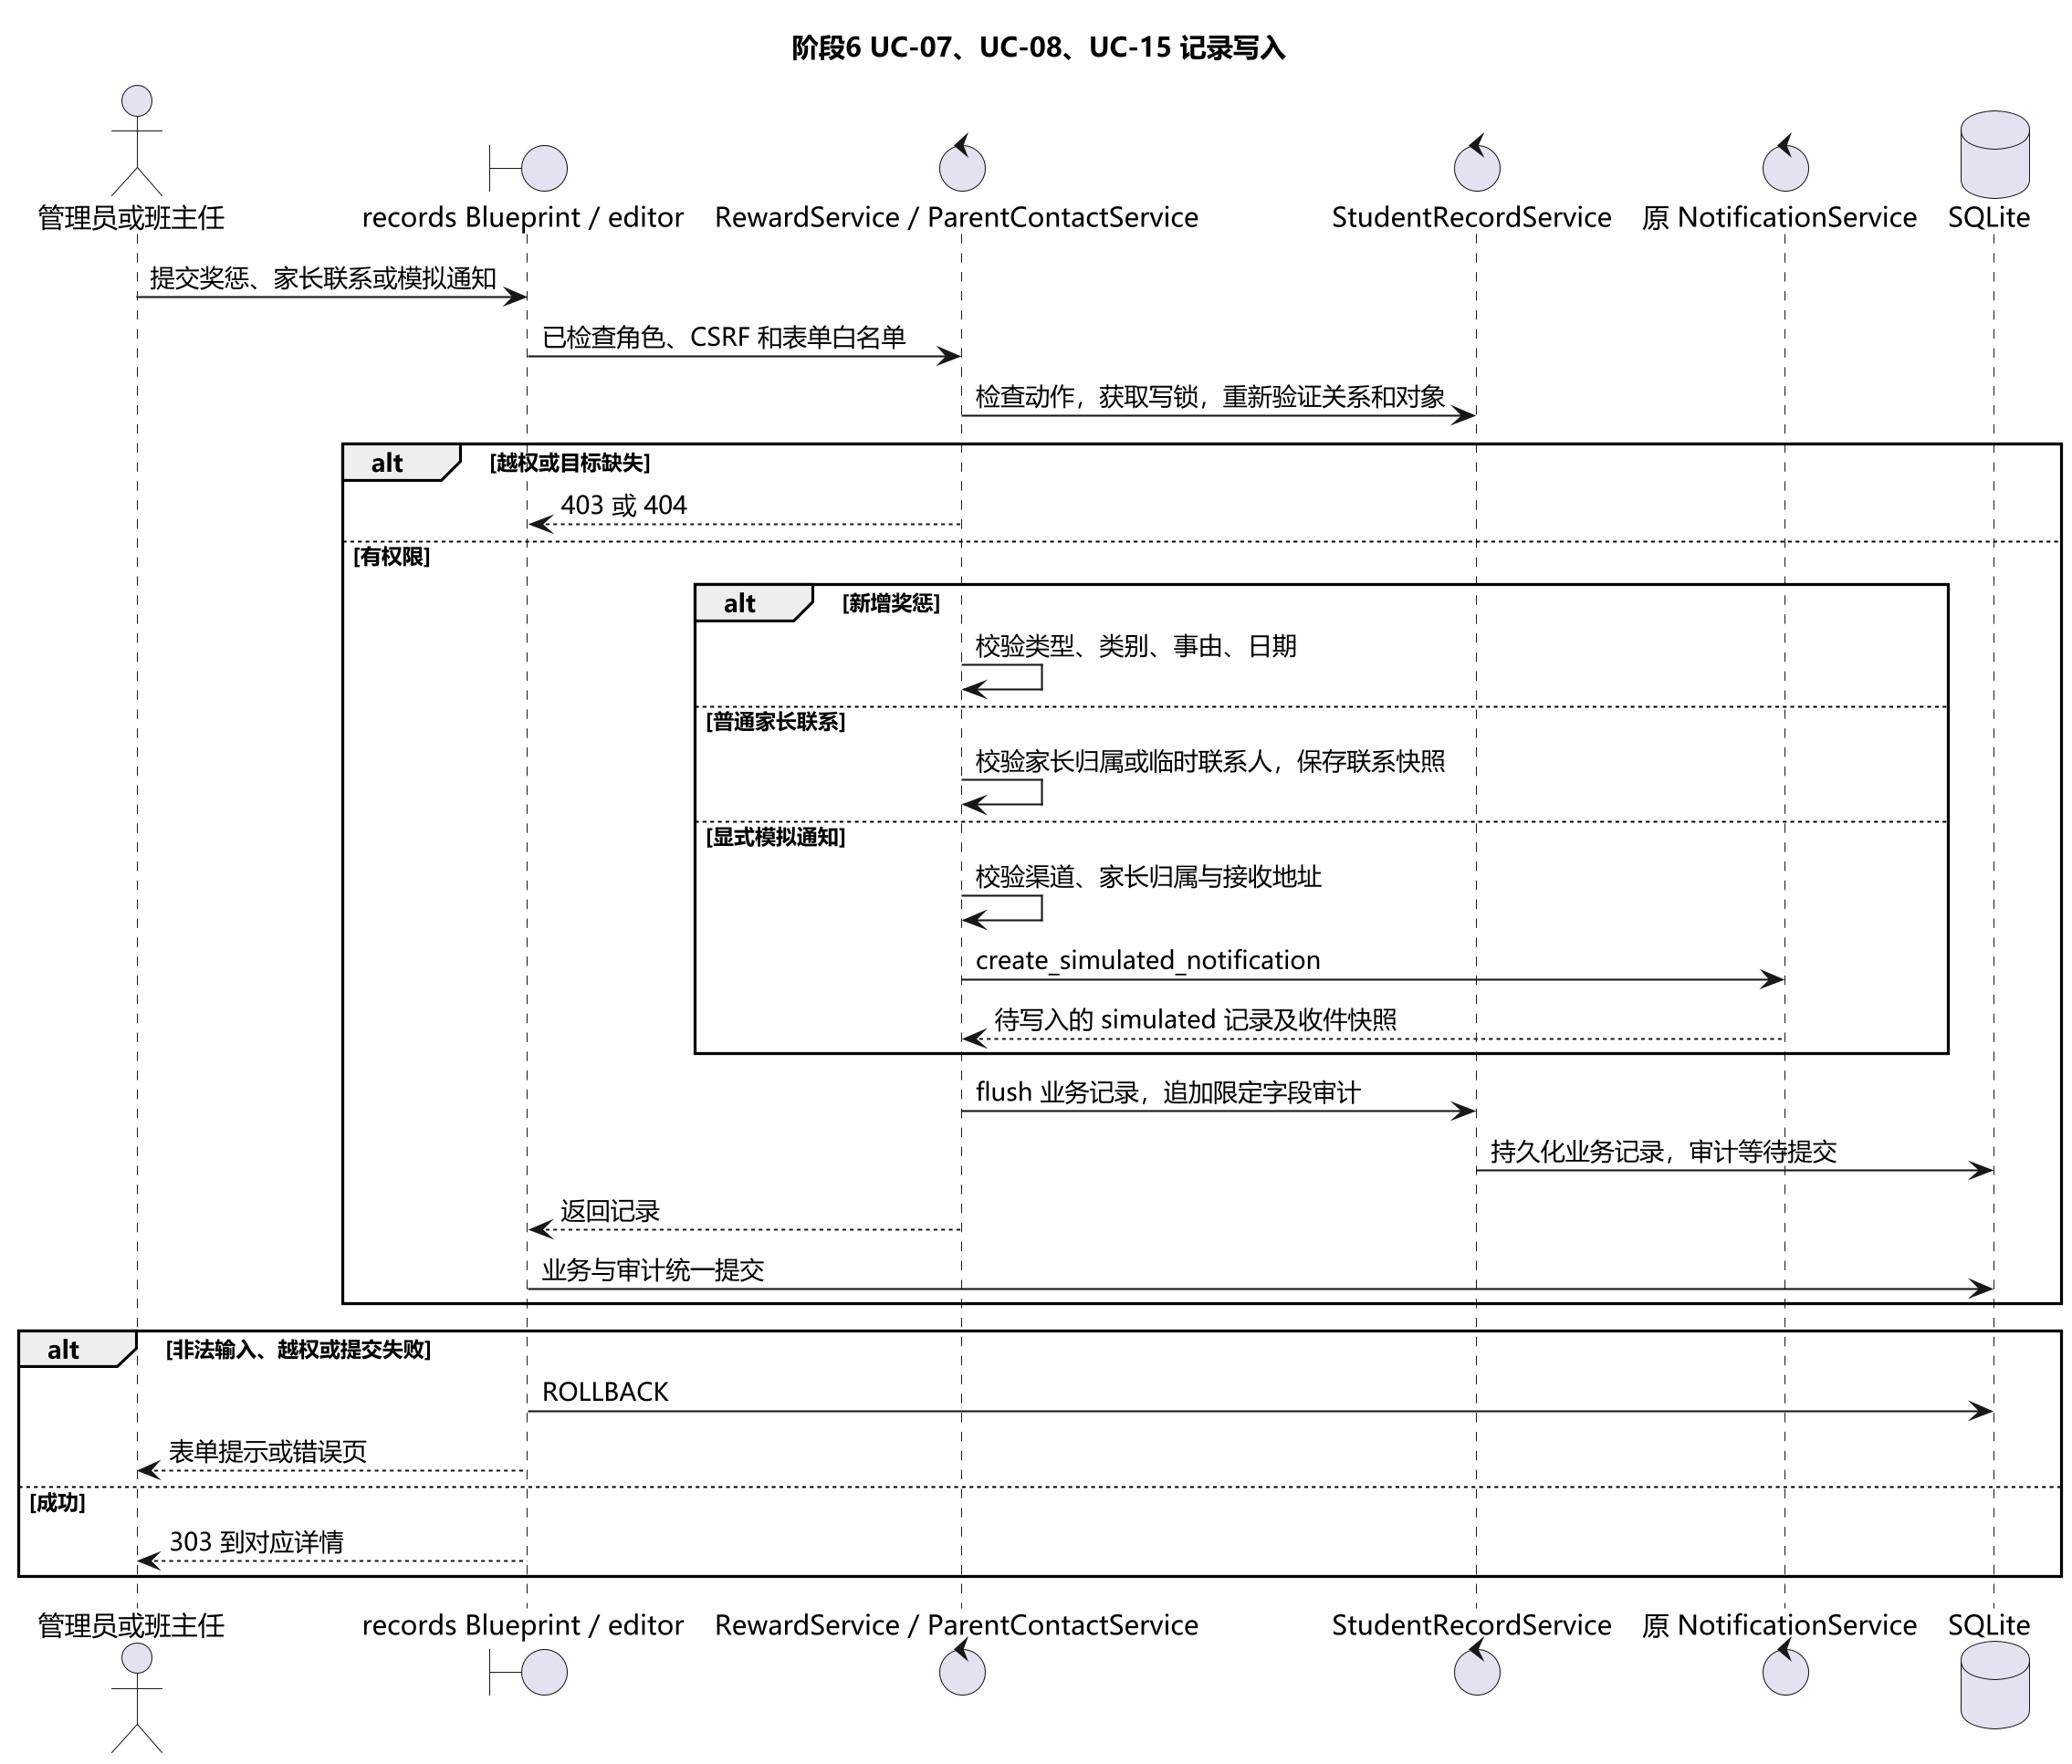 阶段6 UC-07、UC-08、UC-15 记录写入
管理员或班主任
records Blueprint / editor
RewardService / ParentContactService
StudentRecordService
原 NotificationService
SQLite
提交奖惩、家长联系或模拟通知
已检查角色、CSRF 和表单白名单
检查动作，获取写锁，重新验证关系和对象
alt
[越权或目标缺失]
403 或 404
[有权限]
alt
[新增奖惩]
校验类型、类别、事由、日期
[普通家长联系]
校验家长归属或临时联系人，保存联系快照
[显式模拟通知]
校验渠道、家长归属与接收地址
create_simulated_notification
待写入的 simulated 记录及收件快照
flush 业务记录，追加限定字段审计
持久化业务记录，审计等待提交
返回记录
业务与审计统一提交
alt
[非法输入、越权或提交失败]
ROLLBACK
表单提示或错误页
[成功]
303 到对应详情
管理员或班主任
records Blueprint / editor
RewardService / ParentContactService
StudentRecordService
原 NotificationService
SQLite